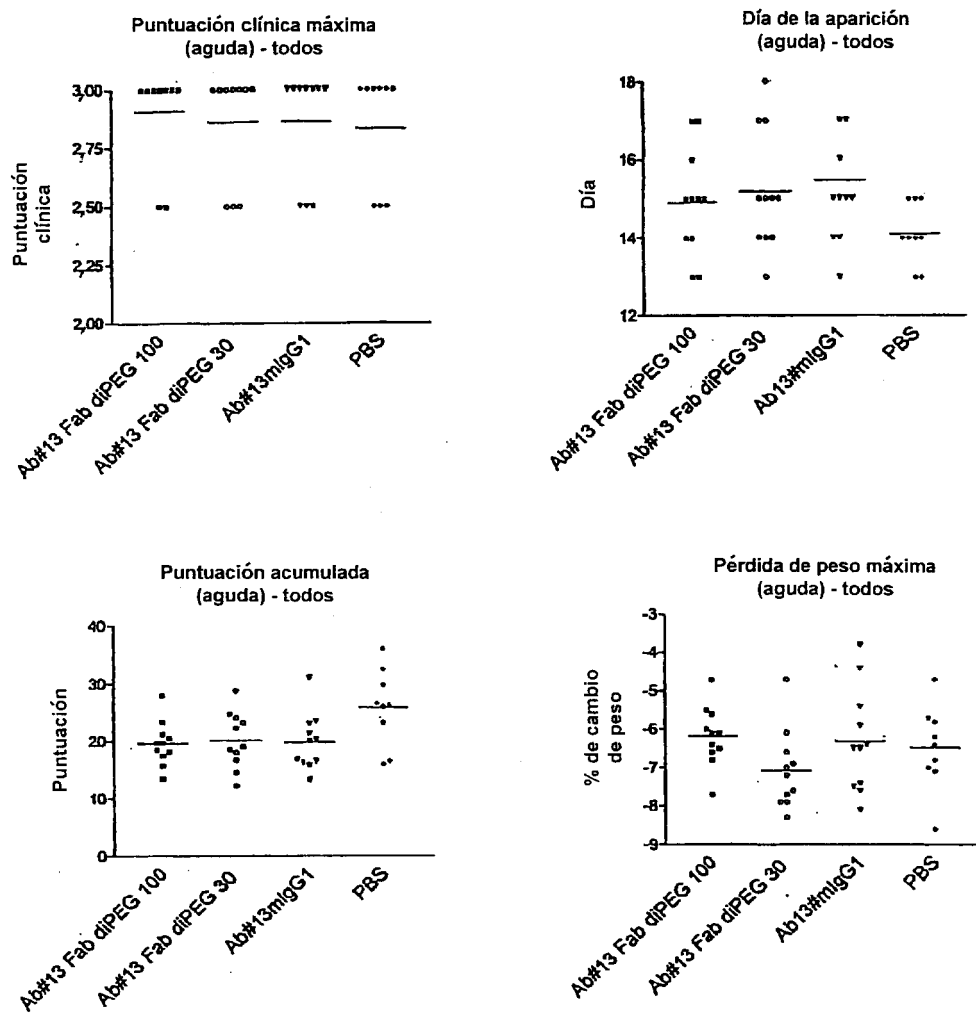 Puntuación clínica máxima
(aguda) - todos
Puntuación
clínica
3,00
2,75
2,50
2,25
2,00
Ab#13 Fab diPEG 100
Ab#13 Fab diPEG 30
Ab#13mIgG1
PBS
Día de la aparición
(aguda) - todos
Día
18
16
14
12
Ab#13 Fab diPEG 100
Ab#13 Fab diPEG 30
Ab13#mIgG1
PBS
Puntuación acumulada
(aguda) - todos
Puntuación
40
30
20
10
0
Ab#13 Fab diPEG 100
Ab#13 Fab diPEG 30
Ab#13mIgG1
PBS
Pérdida de peso máxima
(aguda) - todos
% de cambio
de peso
-3
-4
-5
-6
-7
-8
-9
Ab#13 Fab diPEG 100
Ab#13 Fab diPEG 30
Ab13#mIgG1
PBS